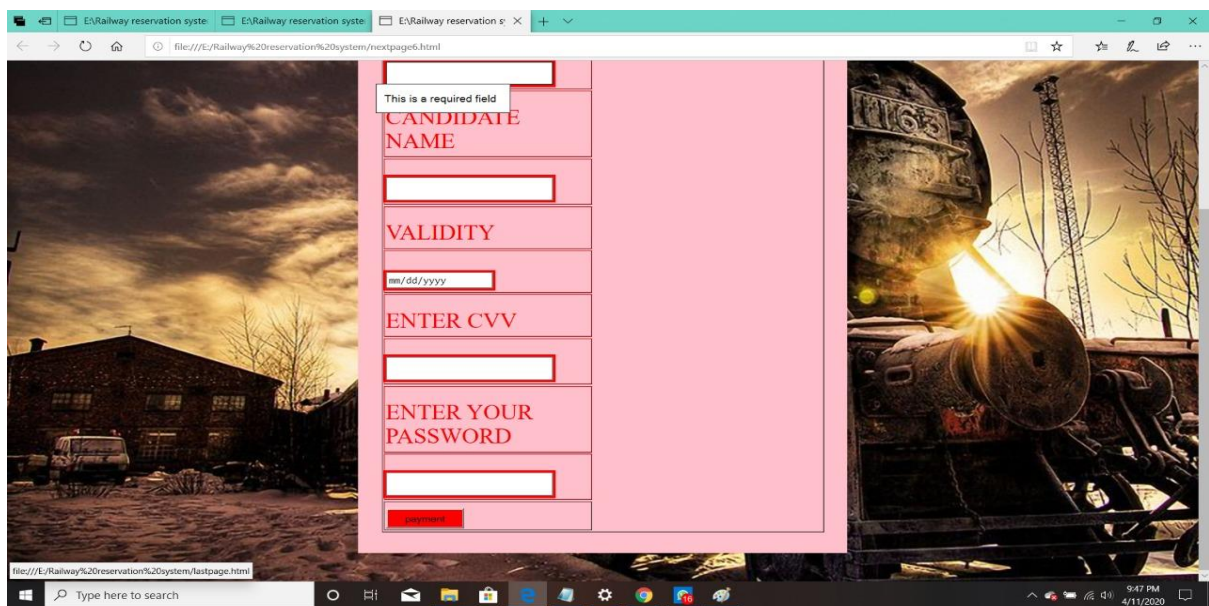 E:\Railway reservation syste
E:\Railway reservation syste
E:\Railway reservation s
file:///E:/Railway%20reservation%20system/nextpage6.html
This is a required field
CANDIDATE
NAME
VALIDITY
mm/dd/yyyy
ENTER CVV
ENTER YOUR
PASSWORD
payment
11163
file:///E:/Railway%20reservation%20system/lastpage.html
Type here to search
16
9:47 PM
4/11/2020